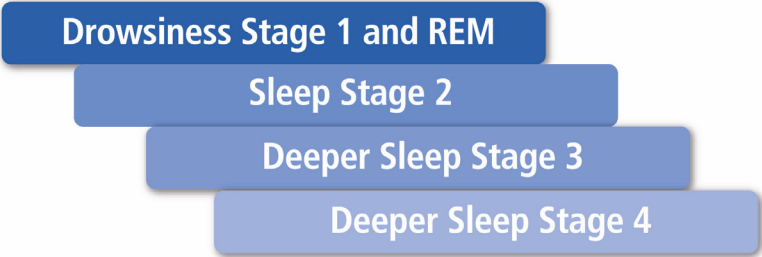 Drowsiness Stage 1 and REM
Sleep Stage 2
Deeper Sleep Stage 3
Deeper Sleep Stage 4